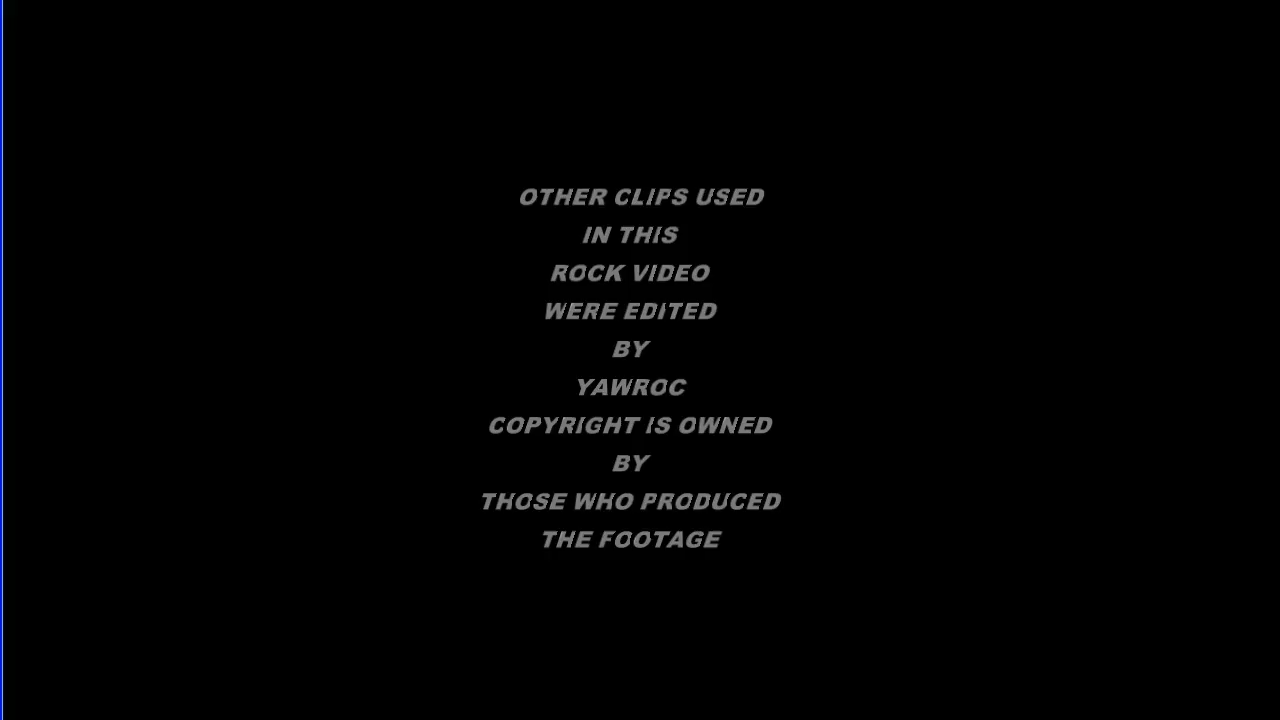 OTHER CLIPS USED
IN THIS
ROCK VIDEO
WERE EDITED
BY
YAWROC
COPYRIGHT IS OWNED
BY
THOSE WHO PRODUCED
THE FOOTAGE